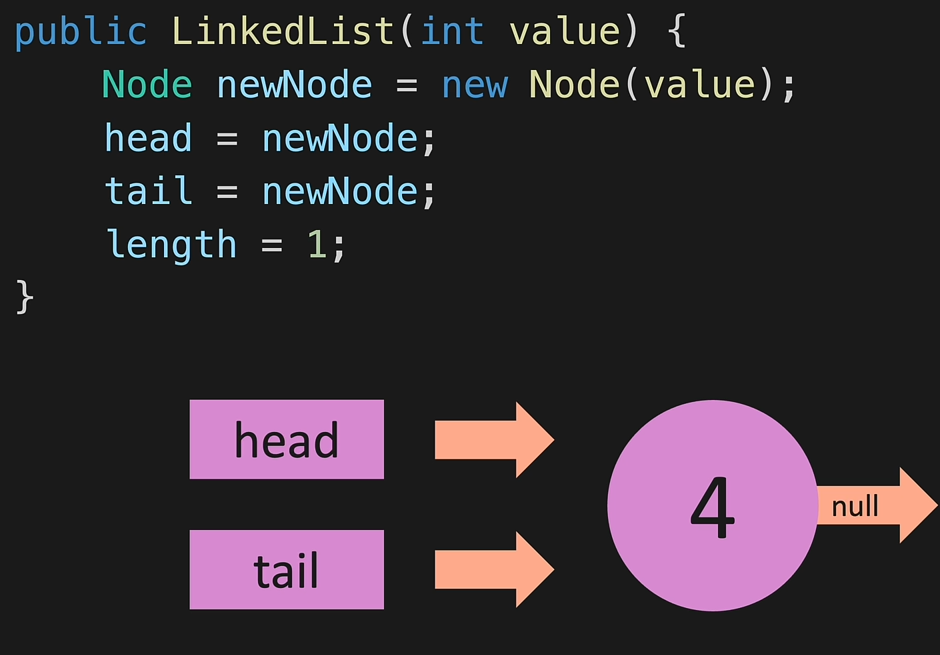 public LinkedList(int value) {
    Node newNode = new Node(value);
    head = newNode;
    tail = newNode;
    length = 1;
}
head
4
null
tail